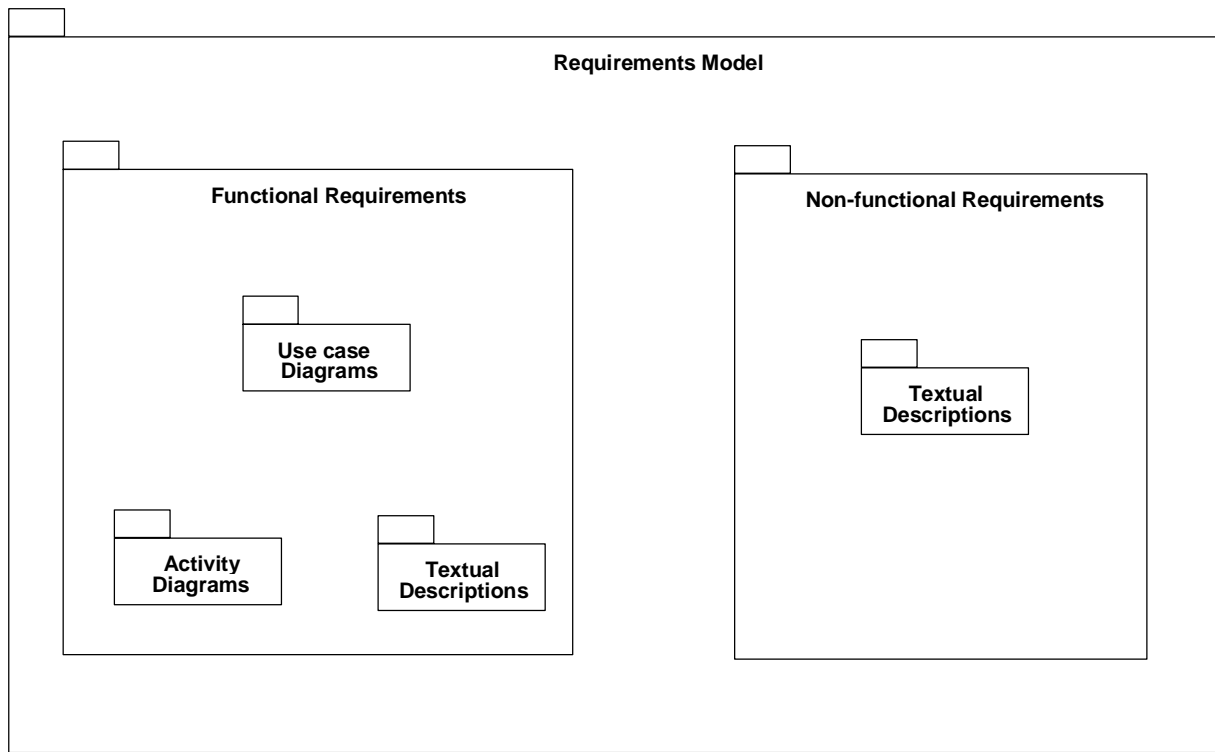 Requirements Model
Functional Requirements
Non-functional Requirements
Use case
Diagrams
Textual
Descriptions
Activity
Diagrams
Textual
Descriptions